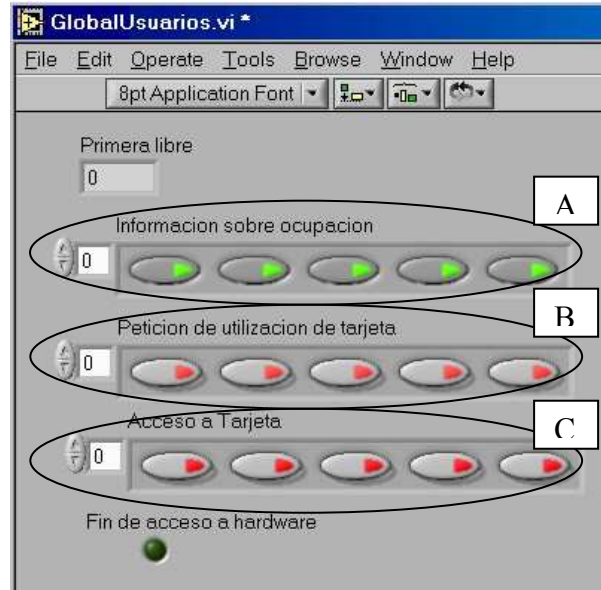 GlobalUsuarios.vi *
File Edit Operate Tools Browse Window Help
8pt Application Font
Primera libre
0
A
Informacion sobre ocupacion
0
B
Peticion de utilizacion de tarjeta
0
C
Acceso a Tarjeta
0
Fin de acceso a hardware